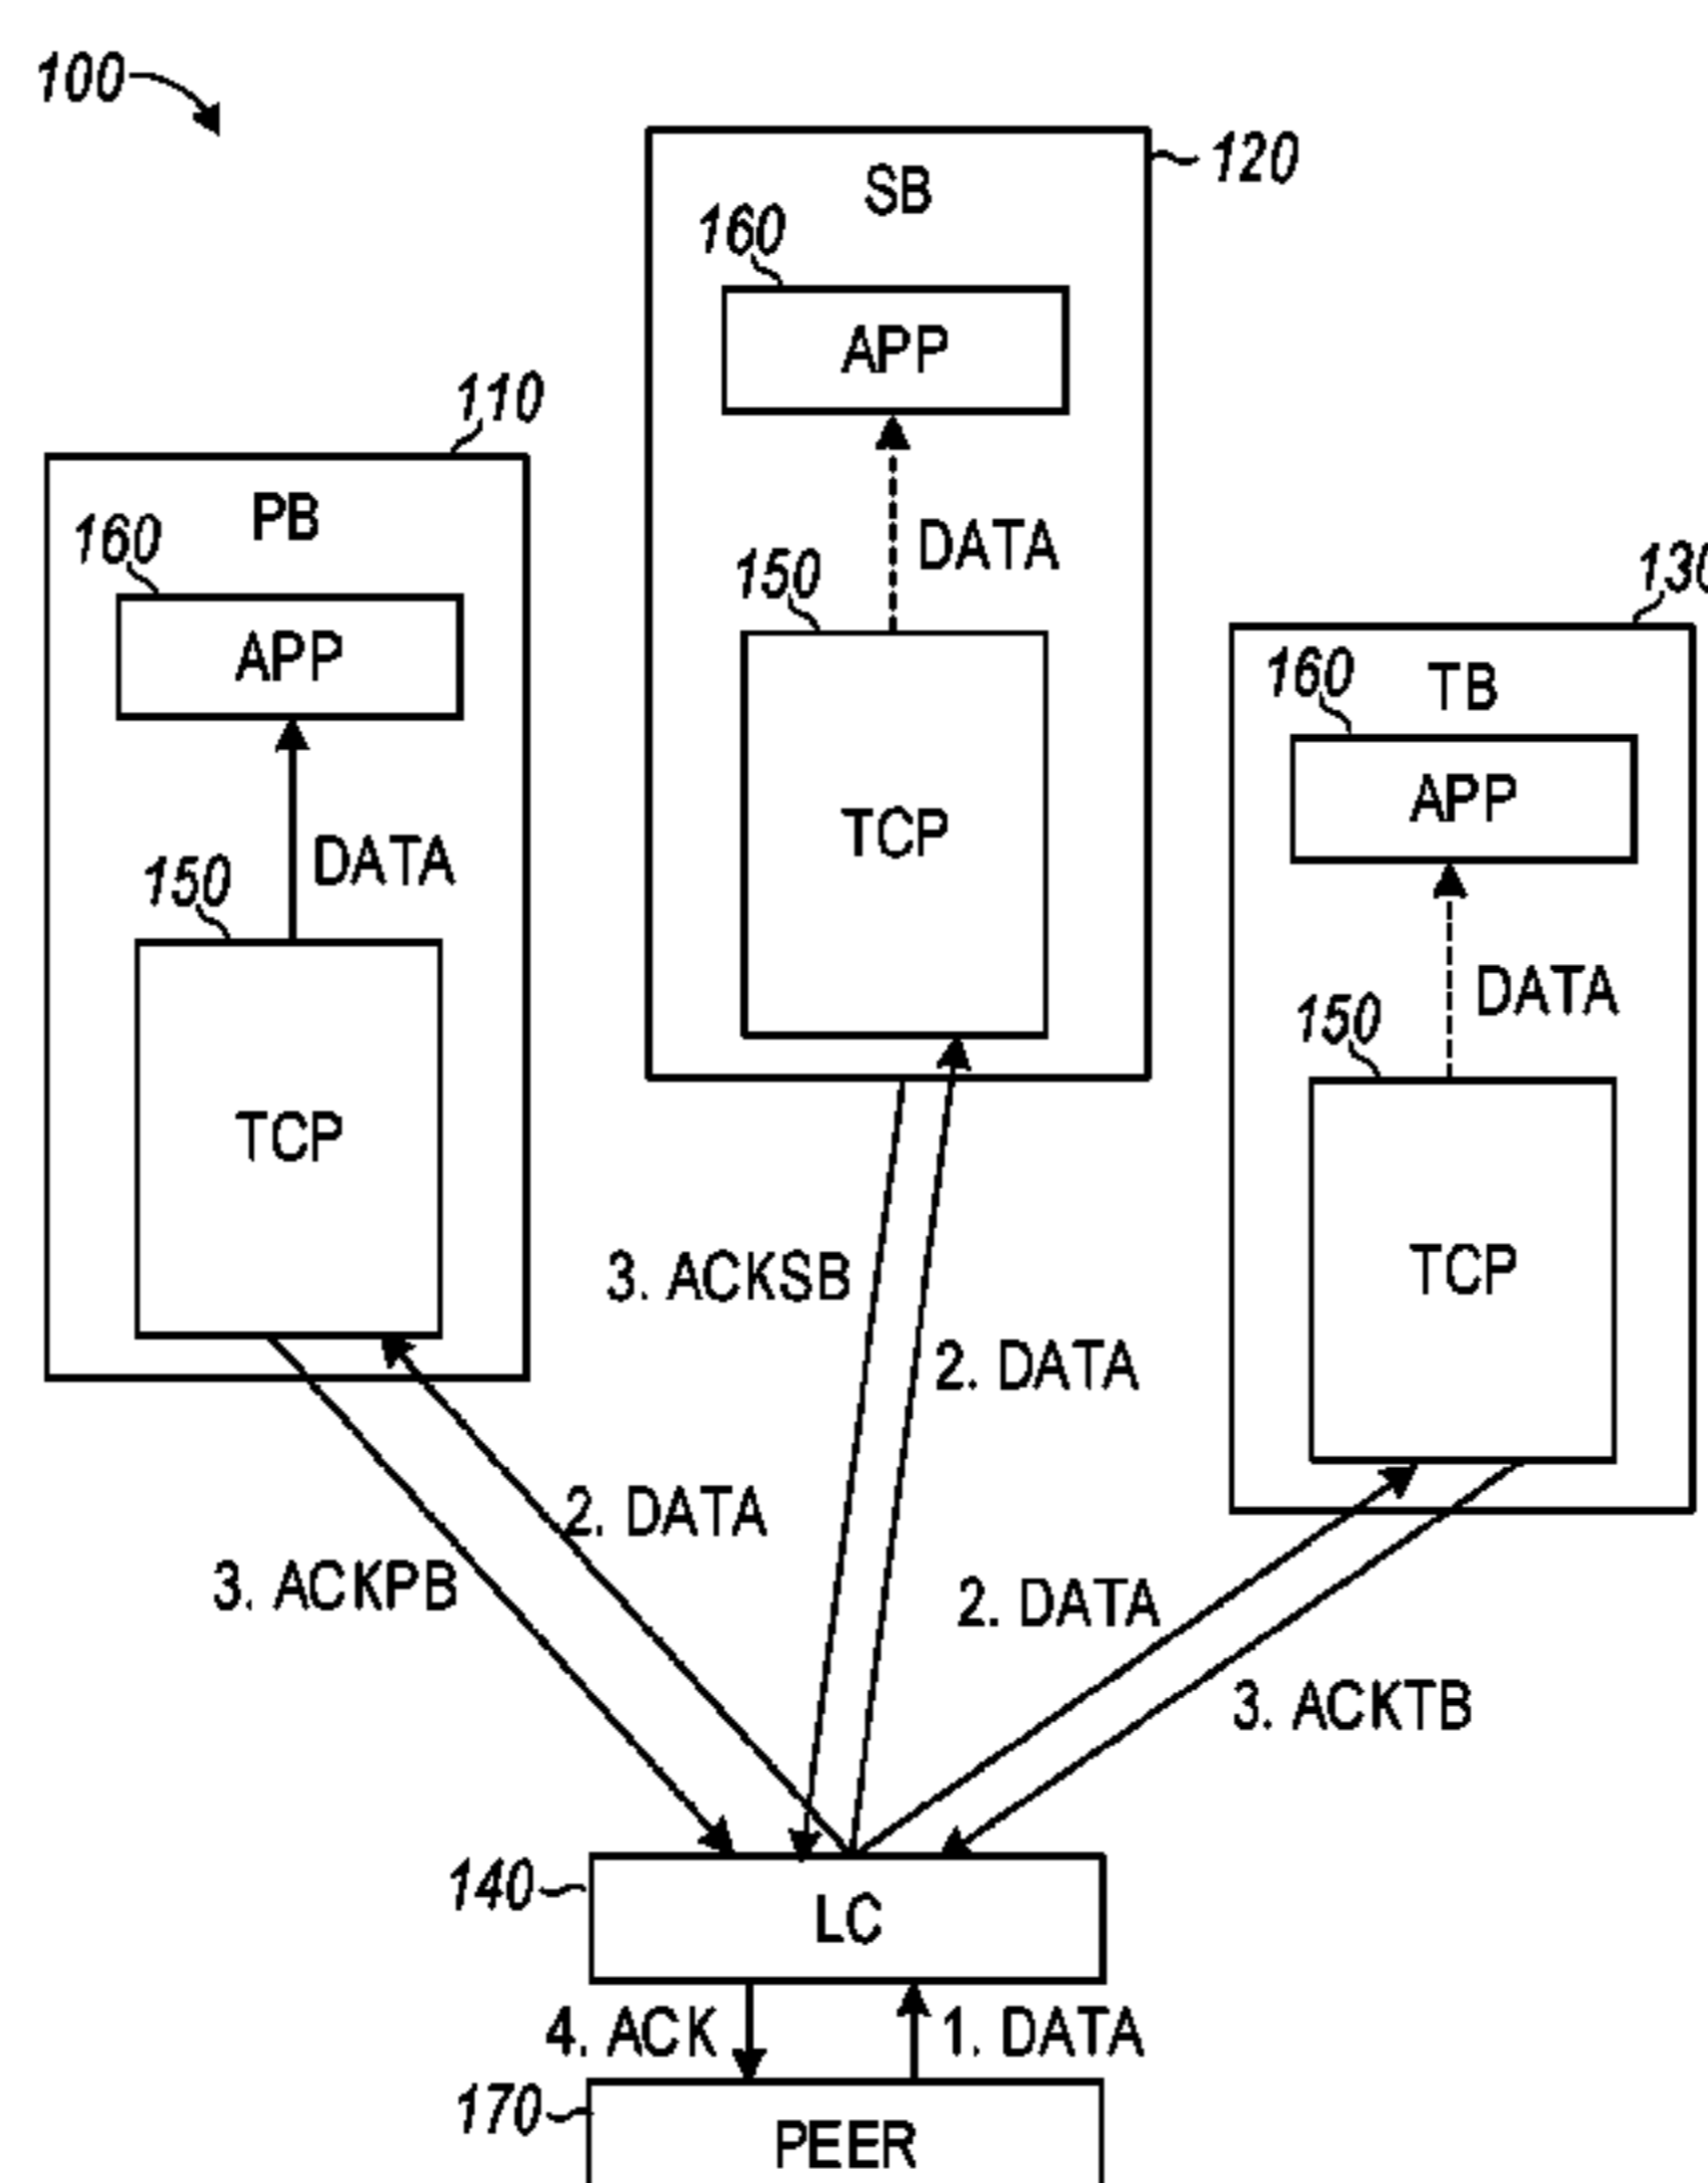 100
120
SB
160
APP
110
PB
160
DATA
150
130
APP
160
TB
APP
DATA
150
TCP
DATA
150
TCP
TCP
3. ACKSB
2. DATA
2. DATA
3. ACKPB
2. DATA
3. ACKTB
140
LC
4. ACK
1. DATA
170
PEER